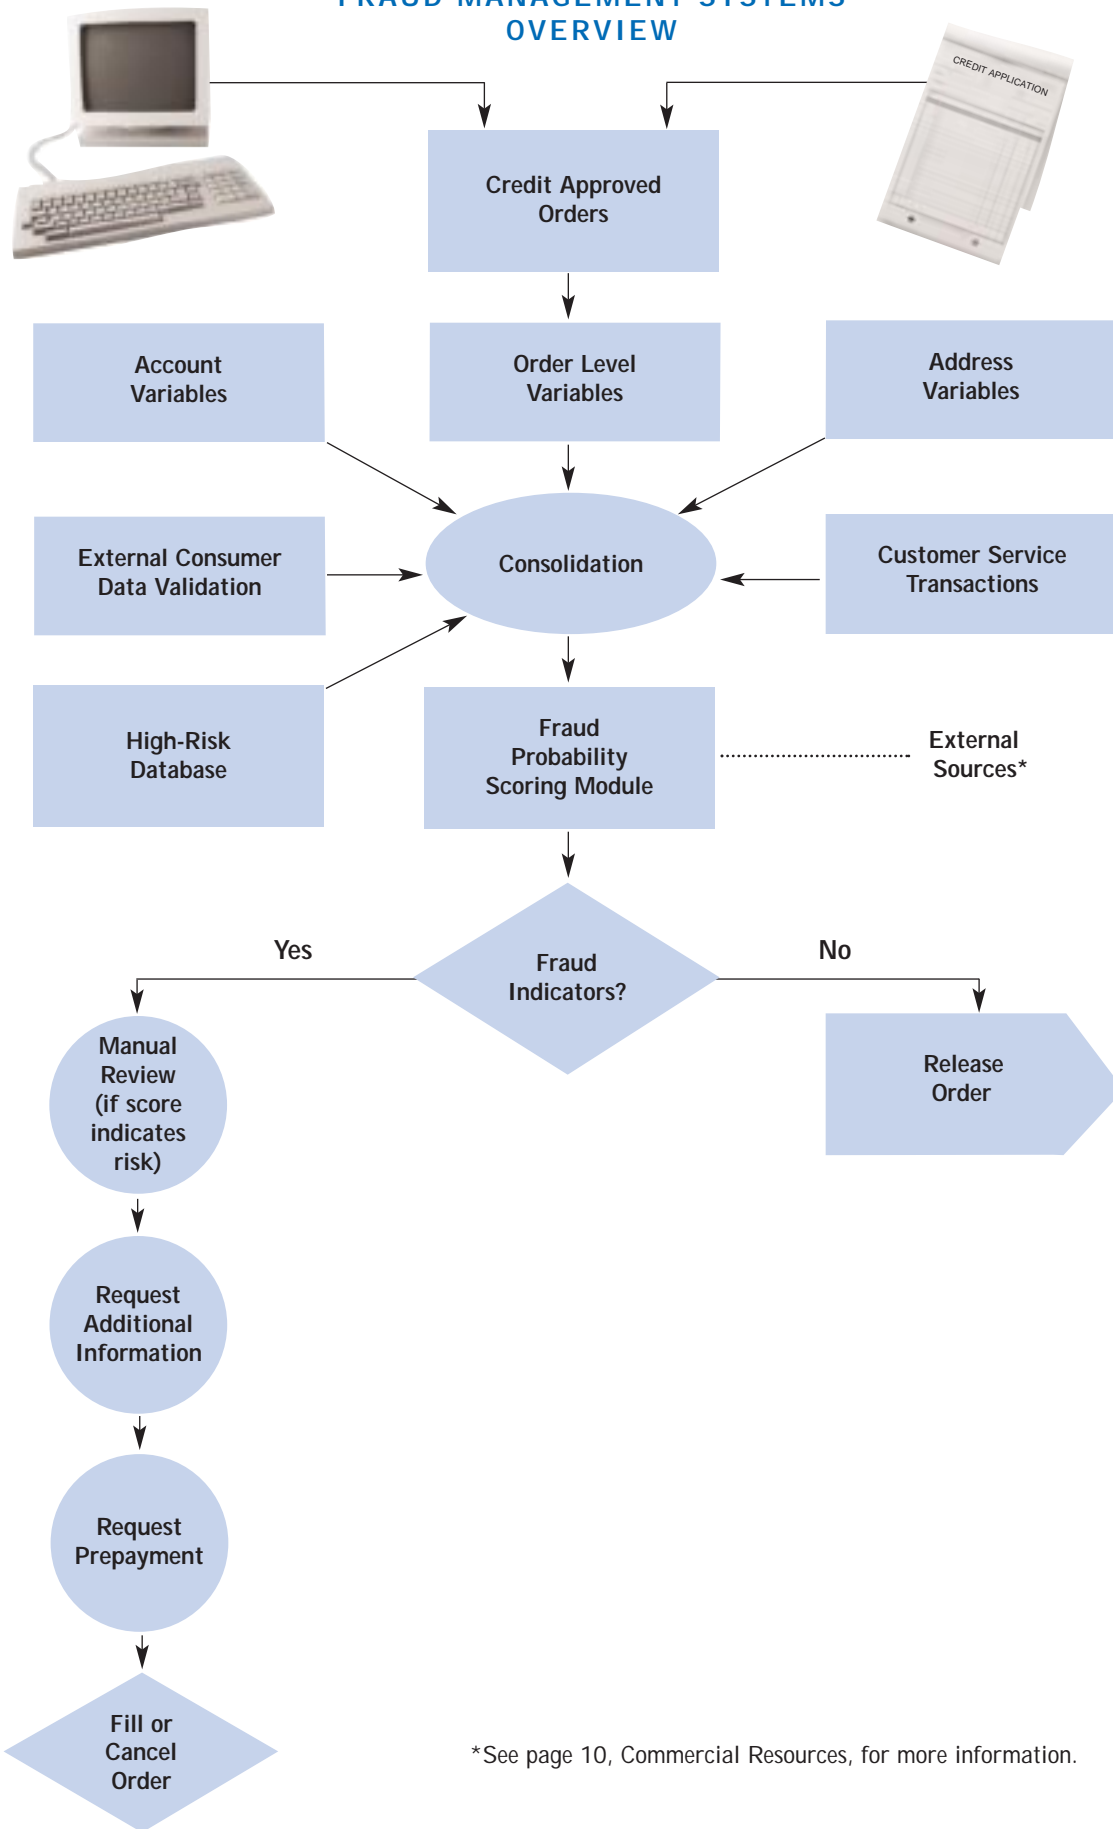 FRAUD MANAGEMENT SYSTEMS
OVERVIEW
CREDIT APPLICATION
Credit Approved
Orders
Account
Variables
Order Level
Variables
Address
Variables
External Consumer
Data Validation
Consolidation
Customer Service
Transactions
High-Risk
Database
Fraud
Probability
Scoring Module
External
Sources*
Yes
Fraud
Indicators?
No
Manual
Review
(if score
indicates
risk)
Release
Order
Request
Additional
Information
Request
Prepayment
Fill or
Cancel
Order
*See page 10, Commercial Resources, for more information.